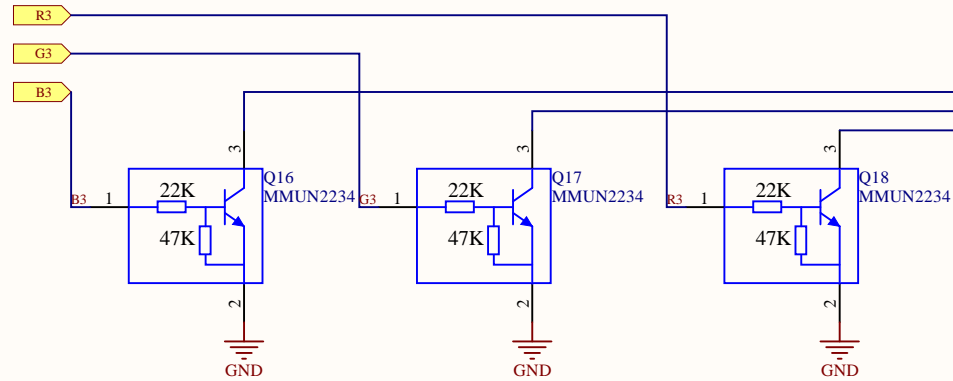 R3
G3
B3
3
3
3
Q16
MMUN2234
Q17
MMUN2234
Q18
MMUN2234
B3
1
22K
G3
1
22K
R3
1
22K
47K
47K
47K
2
2
2
GND
GND
GND